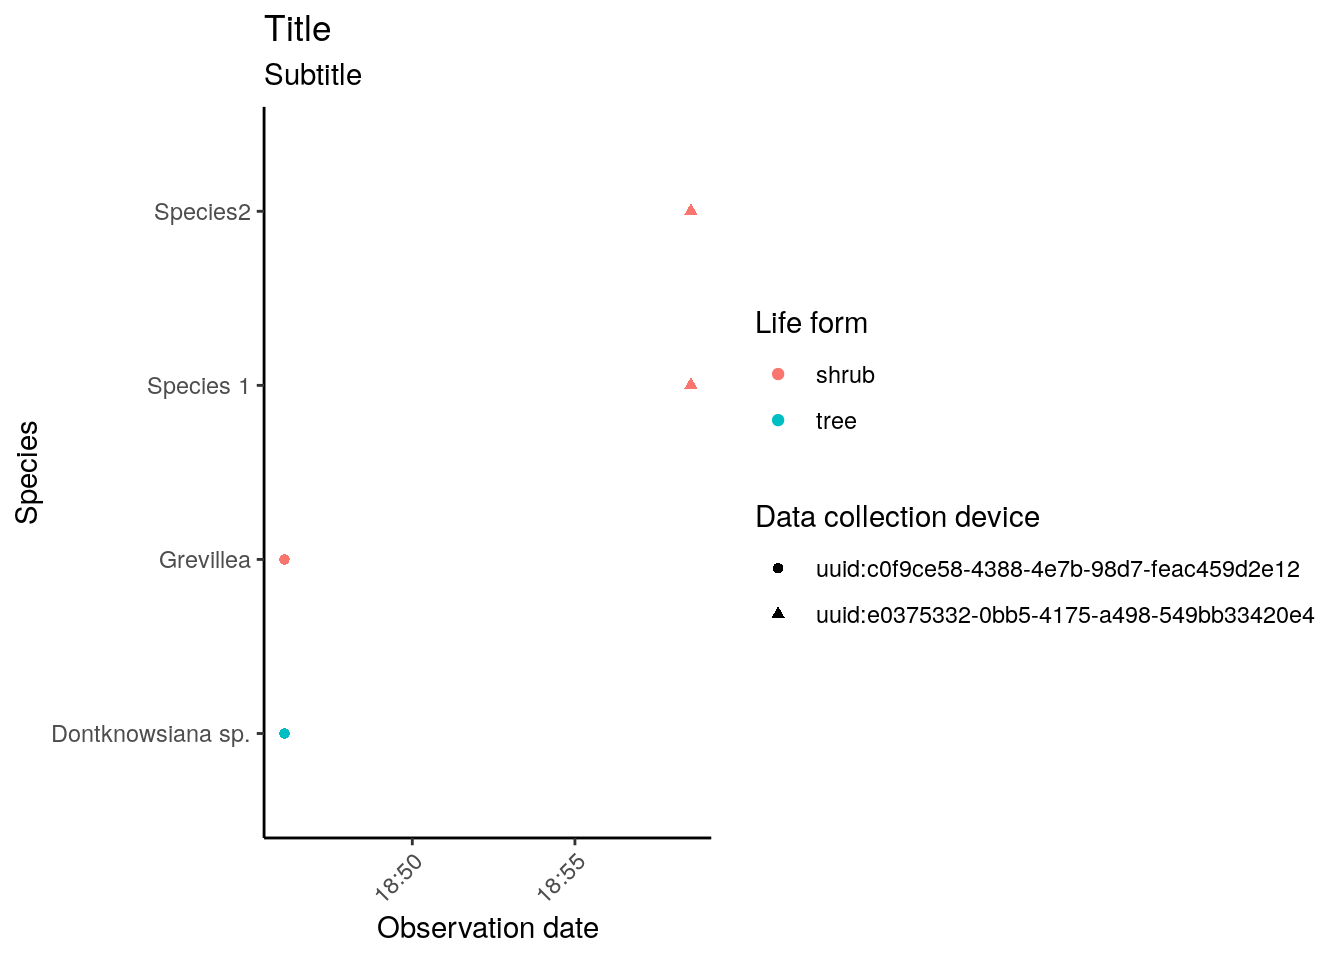 Title
Subtitle
Species2
Species 1
Species
Grevillea
Dontknowsiana sp.
18:50
18:55
Observation date
Life form
shrub
tree
Data collection device
uuid:c0f9ce58-4388-4e7b-98d7-feac459d2e12
uuid:e0375332-0bb5-4175-a498-549bb33420e4